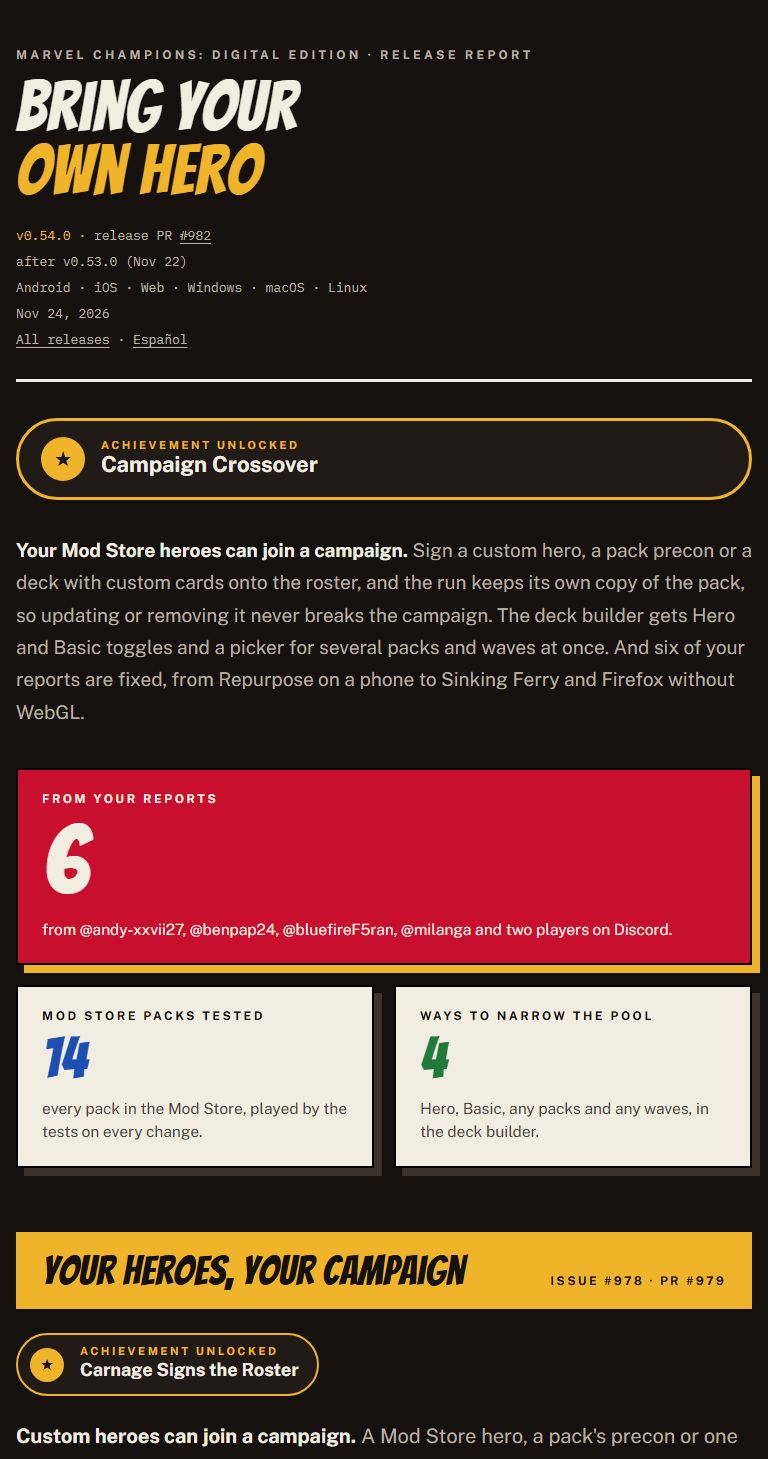 MARVEL CHAMPIONS: DIGITAL EDITION · RELEASE REPORT
BRING YOUR
OWN HERO
v0.54.0 · release PR #982
after v0.53.0 (Nov 22)
Android · iOS · Web · Windows · macOS · Linux
Nov 24, 2026
All releases · Español
ACHIEVEMENT UNLOCKED
★ Campaign Crossover
Your Mod Store heroes can join a campaign. Sign a custom hero, a pack precon or a
deck with custom cards onto the roster, and the run keeps its own copy of the pack,
so updating or removing it never breaks the campaign. The deck builder gets Hero
and Basic toggles and a picker for several packs and waves at once. And six of your
reports are fixed, from Repurpose on a phone to Sinking Ferry and Firefox without
WebGL.
FROM YOUR REPORTS
6
from @andy-xxvii27, @benpap24, @bluefireF5ran, @milanga and two players on Discord.
MOD STORE PACKS TESTED
14
every pack in the Mod Store, played by the
tests on every change.
WAYS TO NARROW THE POOL
4
Hero, Basic, any packs and any waves, in
the deck builder.
YOUR HEROES, YOUR CAMPAIGN
ISSUE #978 · PR #979
ACHIEVEMENT UNLOCKED
★ Carnage Signs the Roster
Custom heroes can join a campaign. A Mod Store hero, a pack's precon or one